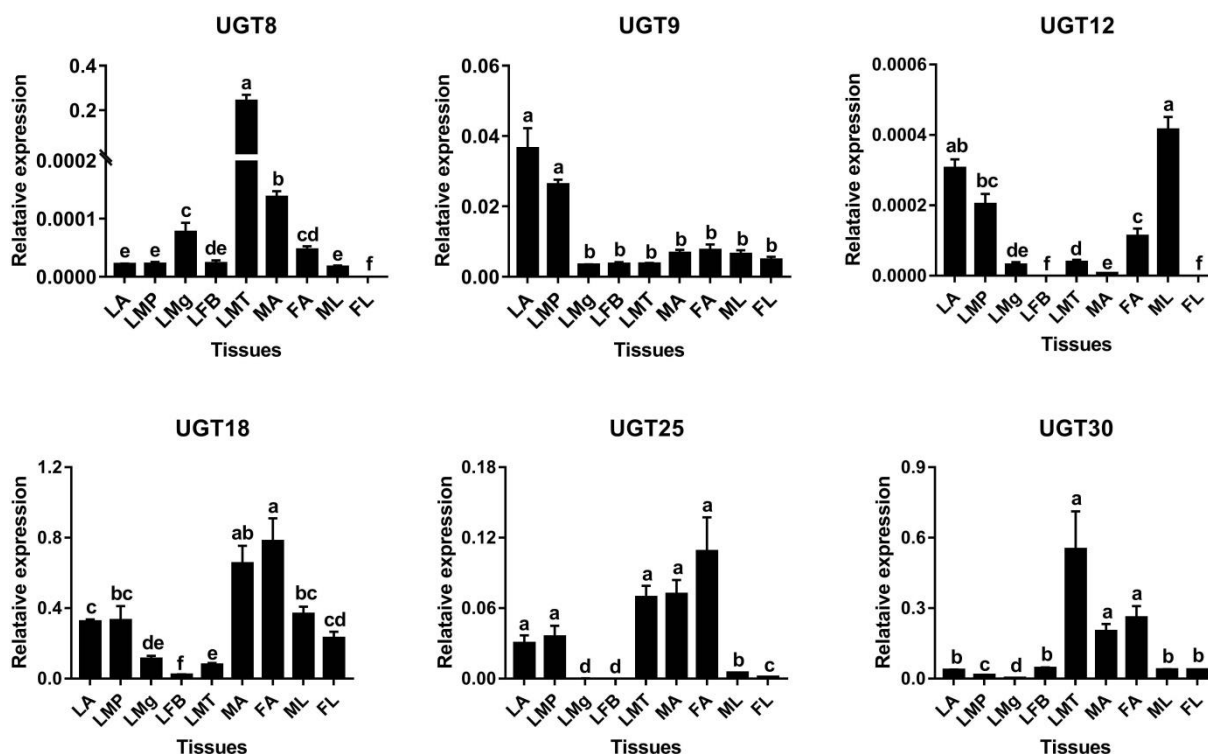 UGT8
UGT9
UGT12
Relataive expression
0.4
0.2
0.0002
0.0001
0.0000
e
e
c
de
a
b
cd
e
f
LA
LMP
LMg
LFB
LMT
MA
FA
ML
FL
Tissues
Relataive expression
0.06
0.04
0.02
0.00
a
a
b
b
b
b
b
b
b
LA
LMP
LMg
LFB
LMT
MA
FA
ML
FL
Tissues
Relataive expression
0.0006
0.0004
0.0002
0.0000
ab
bc
de
f
d
e
c
a
f
LA
LMP
LMg
LFB
LMT
MA
FA
ML
FL
Tissues
UGT18
UGT25
UGT30
Relataive expression
1.2
0.8
0.4
0.0
c
bc
de
f
e
ab
a
bc
cd
LA
LMP
LMg
LFB
LMT
MA
FA
ML
FL
Tissues
Relataive expression
0.18
0.12
0.06
0.00
a
a
d
d
a
a
a
b
c
LA
LMP
LMg
LFB
LMT
MA
FA
ML
FL
Tissues
Relataive expression
0.9
0.6
0.3
0.0
b
c
d
b
a
a
a
b
b
LA
LMP
LMg
LFB
LMT
MA
FA
ML
FL
Tissues